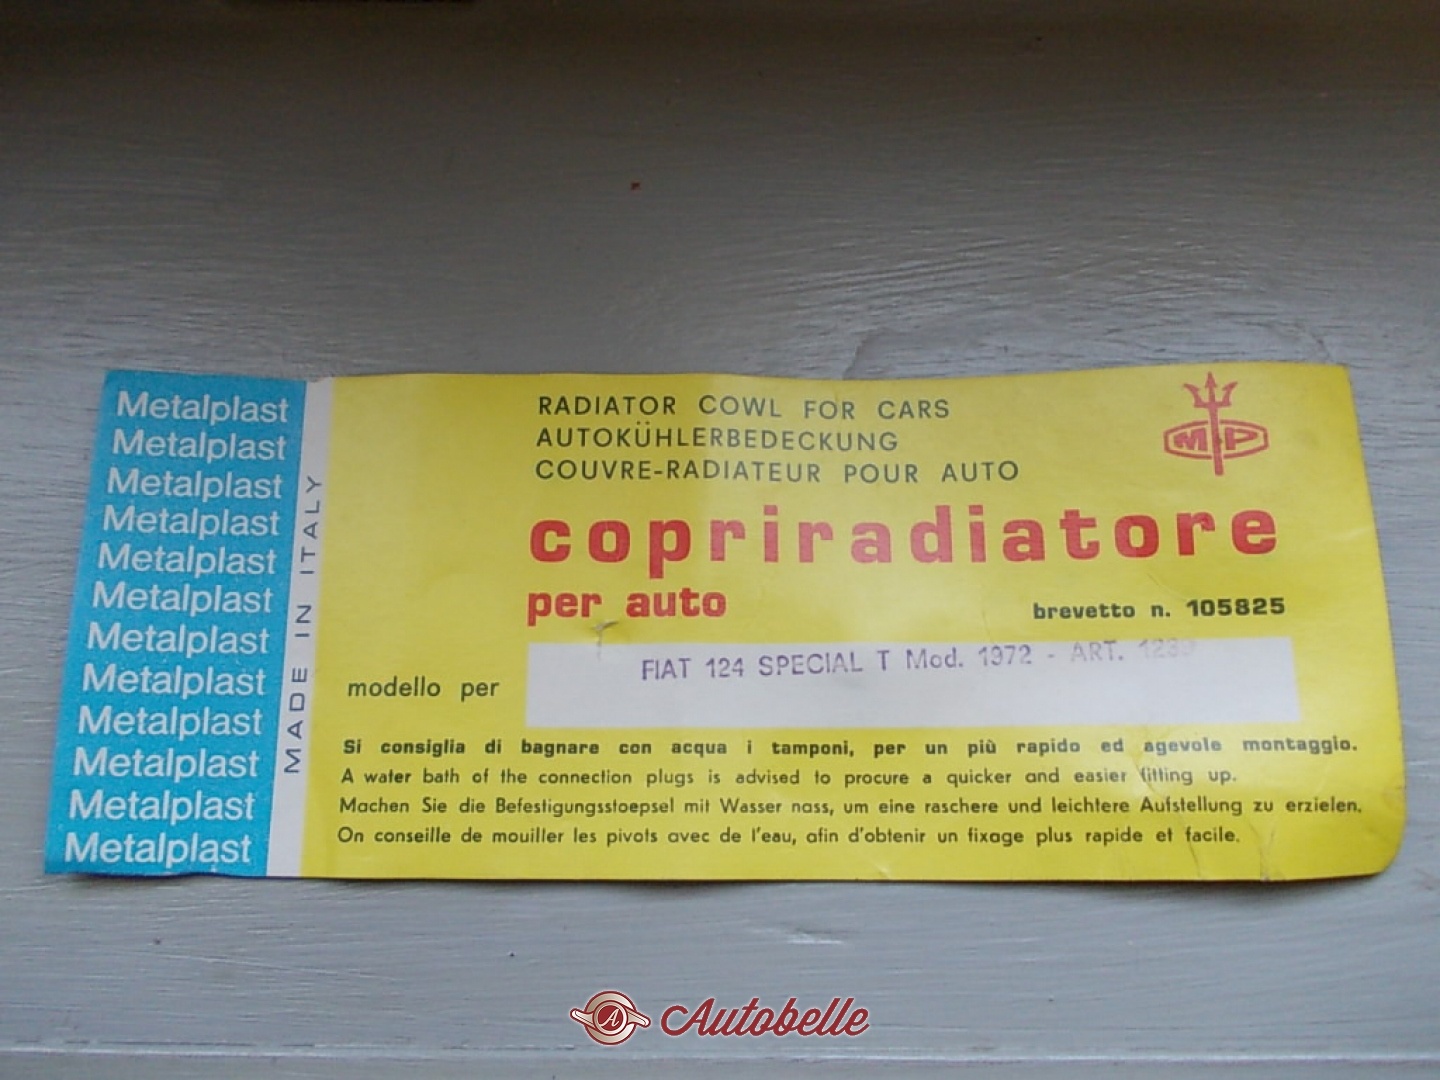 Metalplast
Metalplast
Metalplast
Metalplast
Metalplast
Metalplast
Metalplast
Metalplast
Metalplast
Metalplast
Metalplast
Metalplast
MADE IN ITALY
RADIATOR COWL FOR CARS
AUTOKÜHLERBEDECKUNG
COUVRE-RADIATEUR POUR AUTO
MP
copriradiatore
per auto
brevetto n. 105825
modello per
FIAT 124 SPECIAL T Mod. 1972 - ART.
Si consiglia di bagnare con acqua i tamponi, per un più rapido ed agevole montaggio.
A water bath of the connection plugs is advised to procure a quicker and easier fitting up.
Machen Sie die Befestigungsstoepsel mit Wasser nass, um eine raschere und leichtere Aufstellung zu erzielen.
On conseille de mouiller les pivots avec de l'eau, afin d'obtenir un fixage plus rapide et facile.
A Autobelle